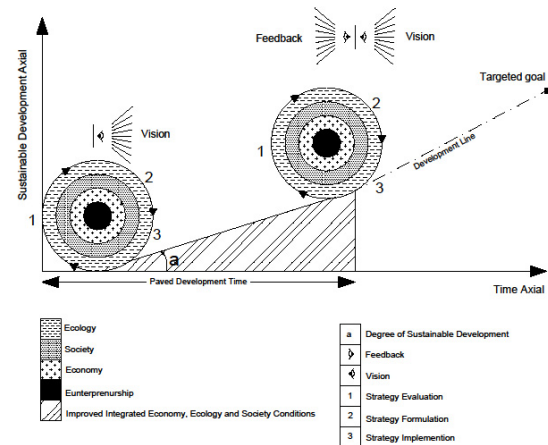 Feedback
Vision
Targeted goal
Sustainable Development Axial
Vision
2
1
3
2
1
3
Development Line
a
Paved Development Time
Time Axial
Ecology
Society
Economy
Eunterprenurship
Improved Integrated Economy, Ecology and Society Conditions
a Degree of Sustainable Development
Feedback
Vision
1 Strategy Evaluation
2 Strategy Formulation
3 Strategy Implemention